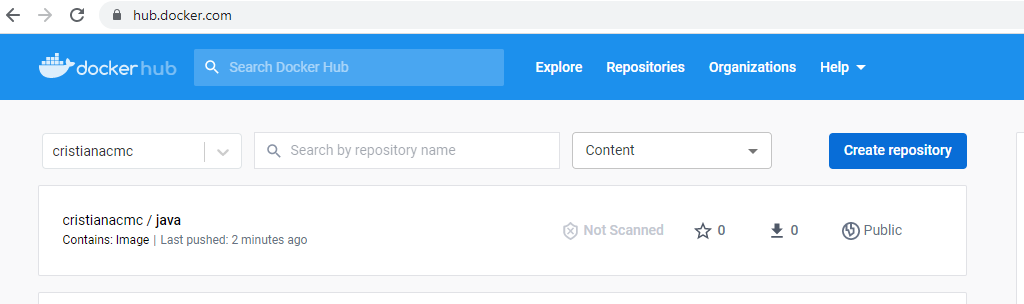 hub.docker.com
docker hub
Search Docker Hub
Explore
Repositories
Organizations
Help
cristianacmc
Search by repository name
Content
Create repository
cristianacmc / java
Contains: Image | Last pushed: 2 minutes ago
Not Scanned
0
0
Public